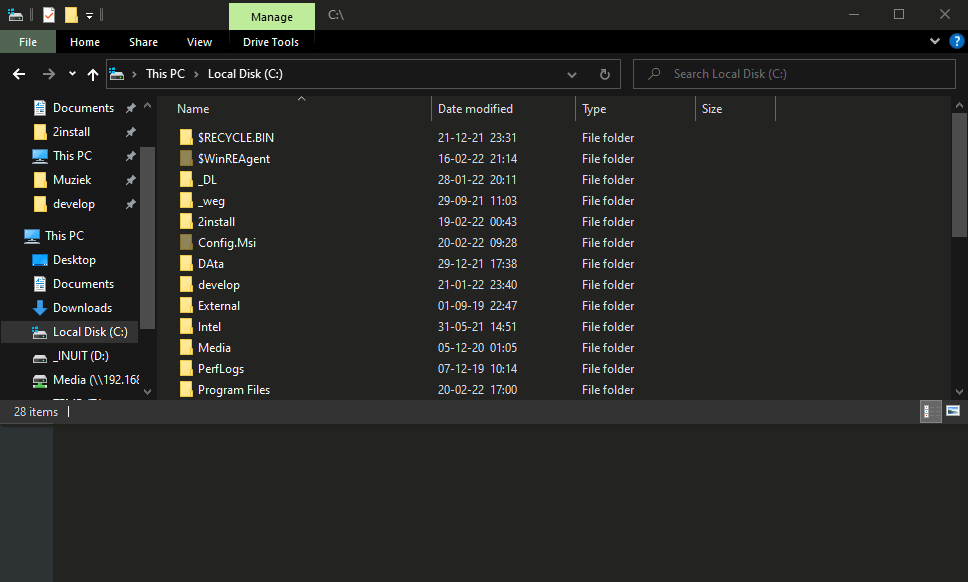 Manage C:\
File Home Share View Drive Tools
This PC Local Disk (C:) Search Local Disk (C:)
Documents
2install
This PC
Muziek
develop
This PC
Desktop
Documents
Downloads
Local Disk (C:)
_INUIT (D:)
Media (\\192.168
Name Date modified Type Size
$RECYCLE.BIN 21-12-21 23:31 File folder
$WinREAgent 16-02-22 21:14 File folder
_DL 28-01-22 20:11 File folder
_weg 29-09-21 11:03 File folder
2install 19-02-22 00:43 File folder
Config.Msi 20-02-22 09:28 File folder
DAta 29-12-21 17:38 File folder
develop 21-01-22 23:40 File folder
External 01-09-19 22:47 File folder
Intel 31-05-21 14:51 File folder
Media 05-12-20 01:05 File folder
PerfLogs 07-12-19 10:14 File folder
Program Files 20-02-22 17:00 File folder
28 items